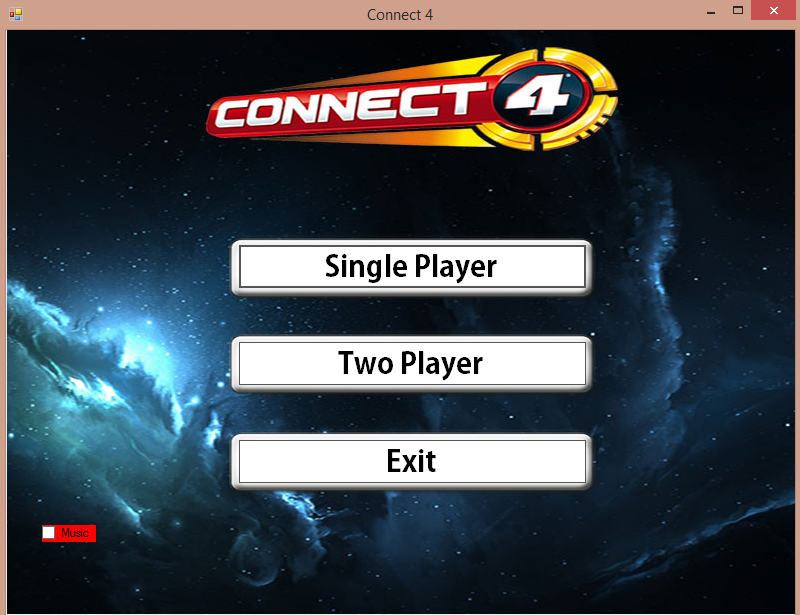 Connect 4
CONNECT 4
Single Player
Two Player
Exit
Music